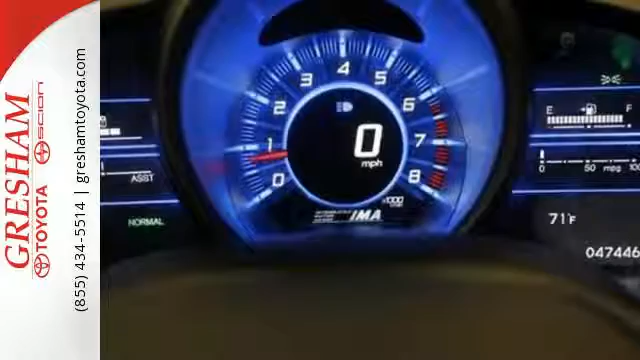 GRESHAM
TOYOTA scion
(855) 434-5514 | greshamtoyota.com
0 1 2 3 4 5 6 7 8
0
mph
x1000
IMA
ASST
NORMAL
E F
0 50 mpg 100
71°F
047446